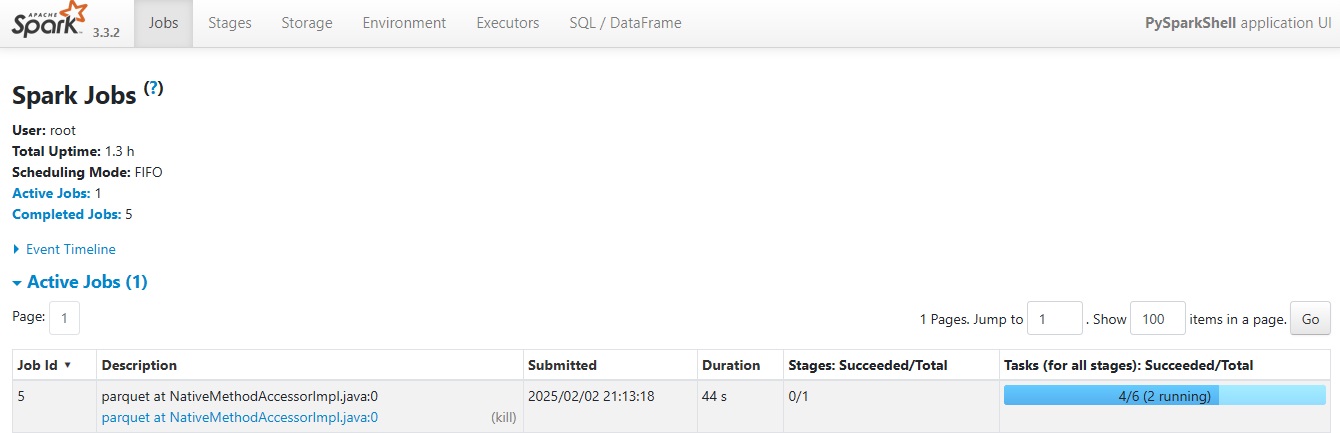 APACHE
Spark 3.3.2 Jobs Stages Storage Environment Executors SQL / DataFrame PySparkShell application UI
Spark Jobs (?)
User: root
Total Uptime: 1.3 h
Scheduling Mode: FIFO
Active Jobs: 1
Completed Jobs: 5
Event Timeline
Active Jobs (1)
Page: 1 1 Pages. Jump to 1 . Show 100 items in a page. Go
Job Id ▾ Description Submitted Duration Stages: Succeeded/Total Tasks (for all stages): Succeeded/Total
5 parquet at NativeMethodAccessorImpl.java:0 2025/02/02 21:13:18 44 s 0/1 4/6 (2 running)
parquet at NativeMethodAccessorImpl.java:0 (kill)